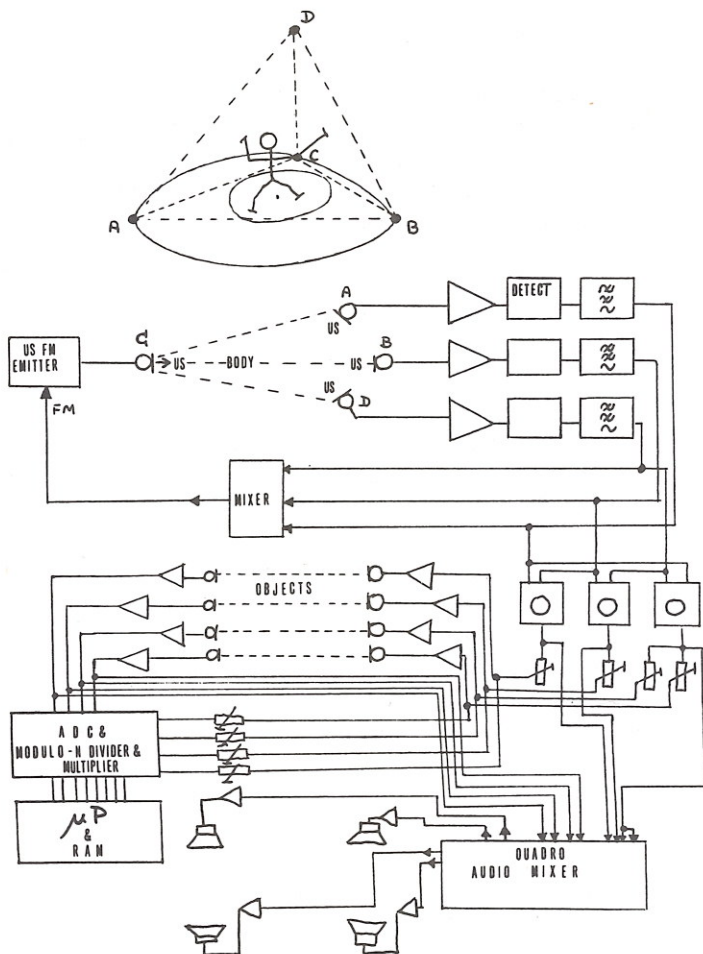 D
C
A
B
A
DETECT
US
C
B
US FM
EMITTER
US
BODY
US
US
D
FM
MIXER
OBJECTS
ADC &
MODULO-N DIVIDER &
MULTIPLIER
μP
&
RAM
QUADRO
AUDIO MIXER